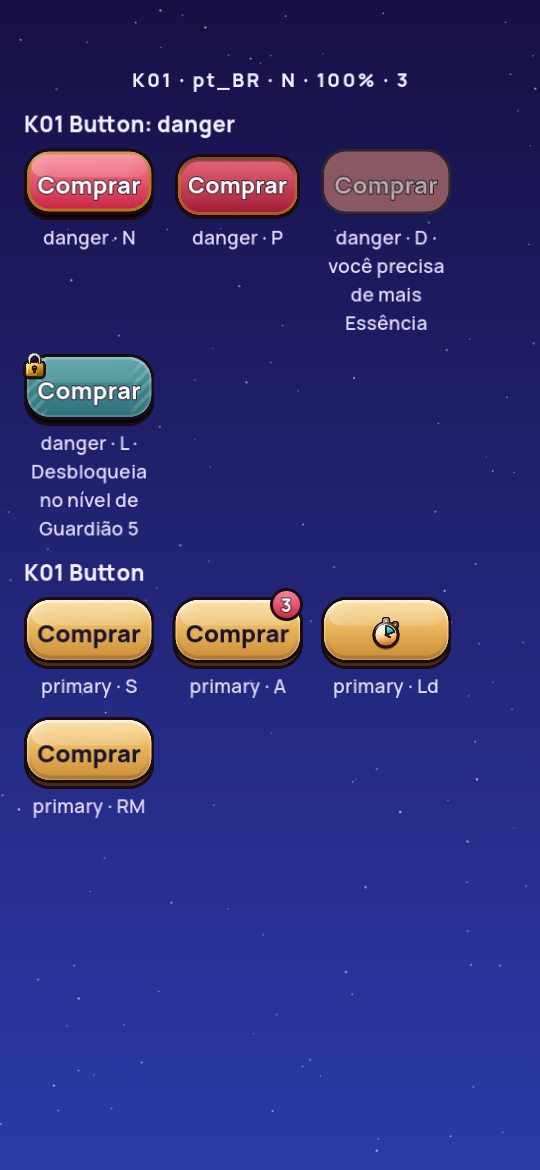 K01 · pt_BR · N · 100% · 3
K01 Button: danger
Comprar
Comprar
Comprar
danger · N
danger · P
danger · D ·
você precisa
de mais
Essência
Comprar
danger · L ·
Desbloqueia
no nível de
Guardião 5
K01 Button
Comprar
Comprar
3
primary · S
primary · A
primary · Ld
Comprar
primary · RM